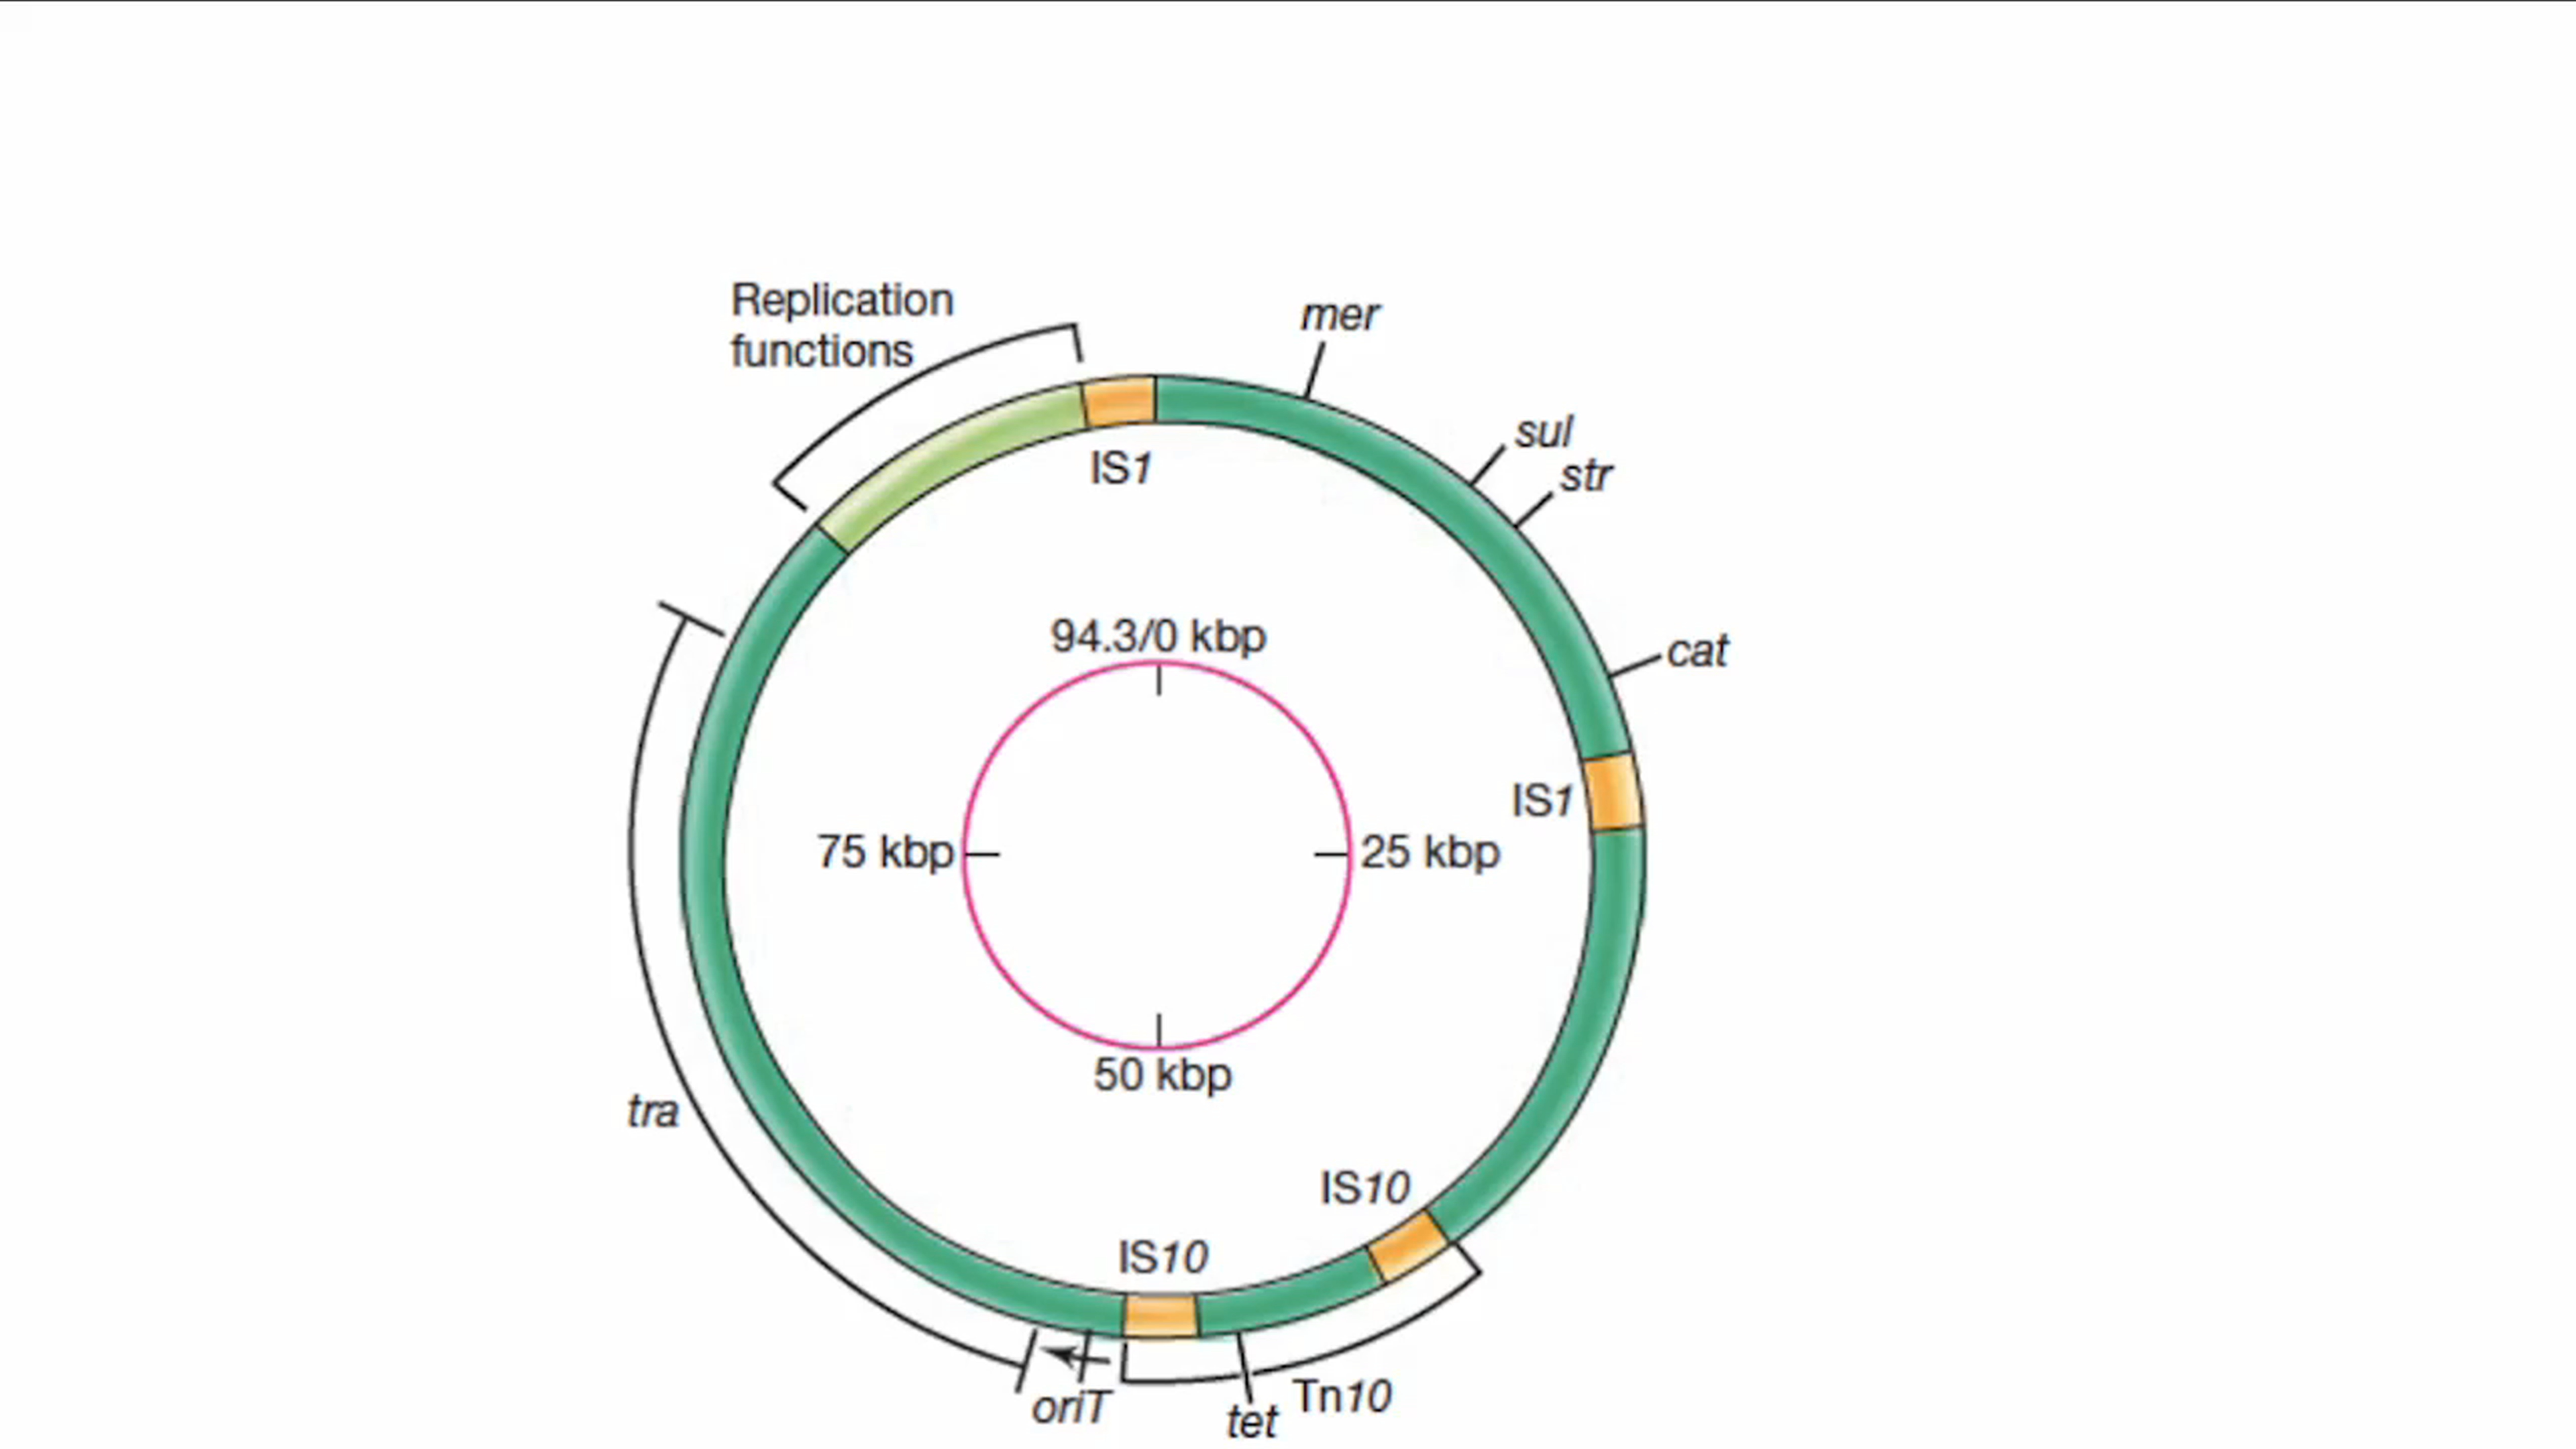 Replication
functions
mer
sul
str
cat
IS1
IS1
94.3/0 kbp
75 kbp
25 kbp
50 kbp
tra
IS10
IS10
oriT
tet
Tn10